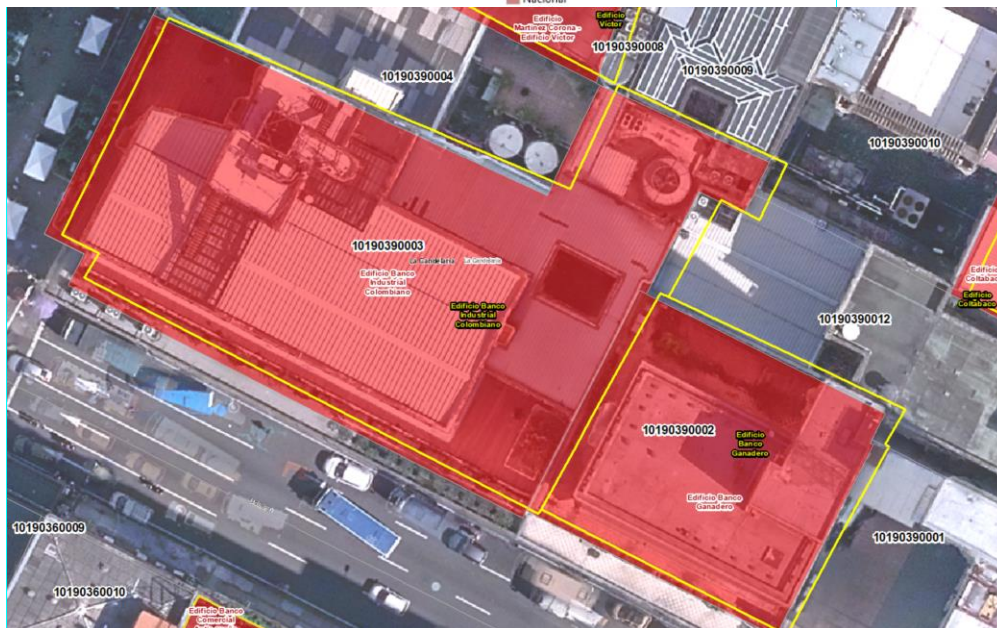 Nacional
Edificio
Martinez Corona -
Edificio Victor
Edificio
Victor
10190390008
10190390004
10190390009
10190390010
10190390003
La Candelaria
La Candelaria
Edificio Banco
Industrial
Colombiano
Edificio Banco
Industrial
Colombiano
Edificio
Coltabaco
Edificio
Coltabaco
10190390012
10190390002
Edificio
Banco
Ganadero
Edificio Banco
Ganadero
10190360009
10190390001
10190360010
Edificio Banco
Comercial